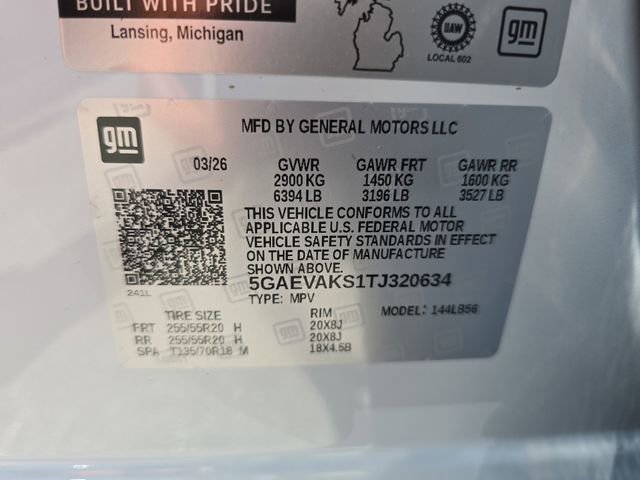 BUILT WITH PRIDE
Lansing, Michigan
UAW
LOCAL 602
gm
gm
MFD BY GENERAL MOTORS LLC
03/26 GVWR GAWR FRT GAWR RR
2900 KG 1450 KG 1600 KG
6394 LB 3196 LB 3527 LB
THIS VEHICLE CONFORMS TO ALL
APPLICABLE U.S. FEDERAL MOTOR
VEHICLE SAFETY STANDARDS IN EFFECT
ON THE DATE OF MANUFACTURE
SHOWN ABOVE.
5GAEVAKS1TJ320634
241L
TYPE: MPV MODEL: 144LB56
TIRE SIZE RIM
FRT 255/55R20 H 20X8J
RR 255/55R20 H 20X8J
SPA T135/70R18 M 18X4.5B